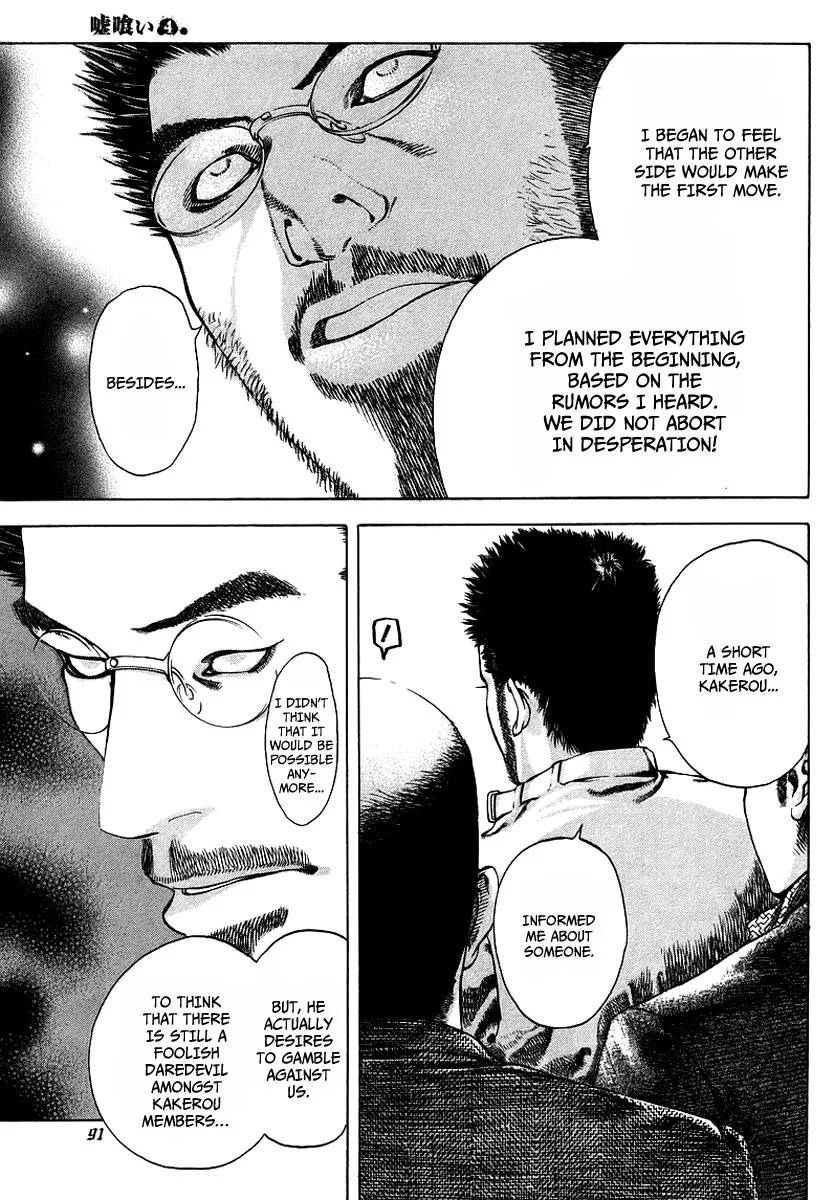 嘘喰い4.
I BEGAN TO FEEL
THAT THE OTHER
SIDE WOULD MAKE
THE FIRST MOVE.
I PLANNED EVERYTHING
FROM THE BEGINNING,
BASED ON THE
RUMORS I HEARD.
WE DID NOT ABORT
IN DESPERATION!
BESIDES...
A SHORT
TIME AGO,
KAKEROU...
!
INFORMED
ME ABOUT
SOMEONE.
I DIDN'T
THINK
THAT IT
WOULD BE
POSSIBLE
ANY-
MORE...
BUT, HE
ACTUALLY
DESIRES
TO GAMBLE
AGAINST
US.
TO THINK
THAT THERE
IS STILL A
FOOLISH
DAREDEVIL
AMONGST
KAKEROU
MEMBERS...
91